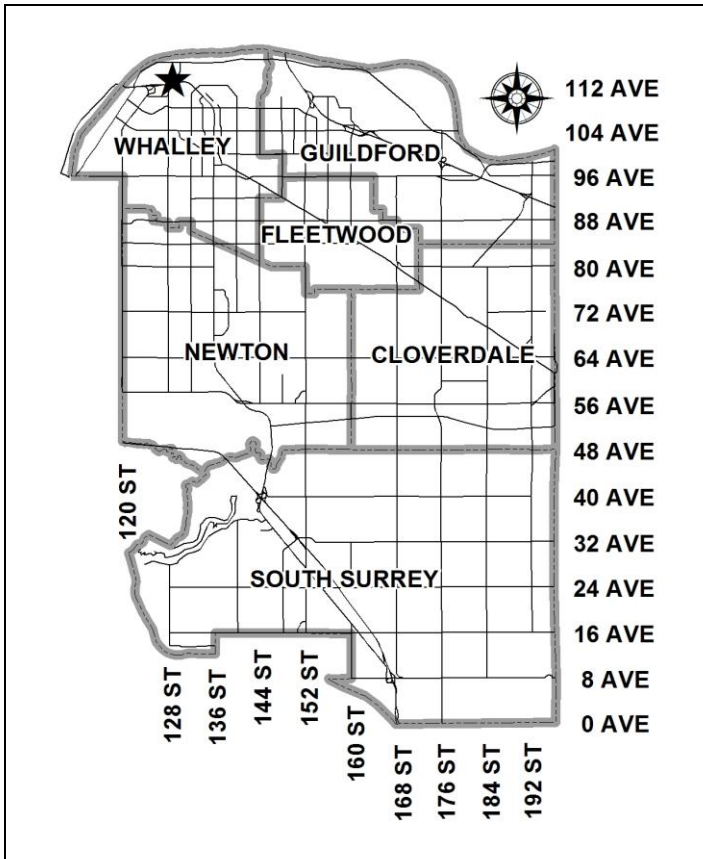 112 AVE
104 AVE
WHALLEY
GUILDFORD
96 AVE
88 AVE
FLEETWOOD
80 AVE
72 AVE
NEWTON
CLOVERDALE
64 AVE
56 AVE
48 AVE
120 ST
40 AVE
32 AVE
SOUTH SURREY
24 AVE
16 AVE
8 AVE
0 AVE
128 ST
136 ST
144 ST
152 ST
160 ST
168 ST
176 ST
184 ST
192 ST